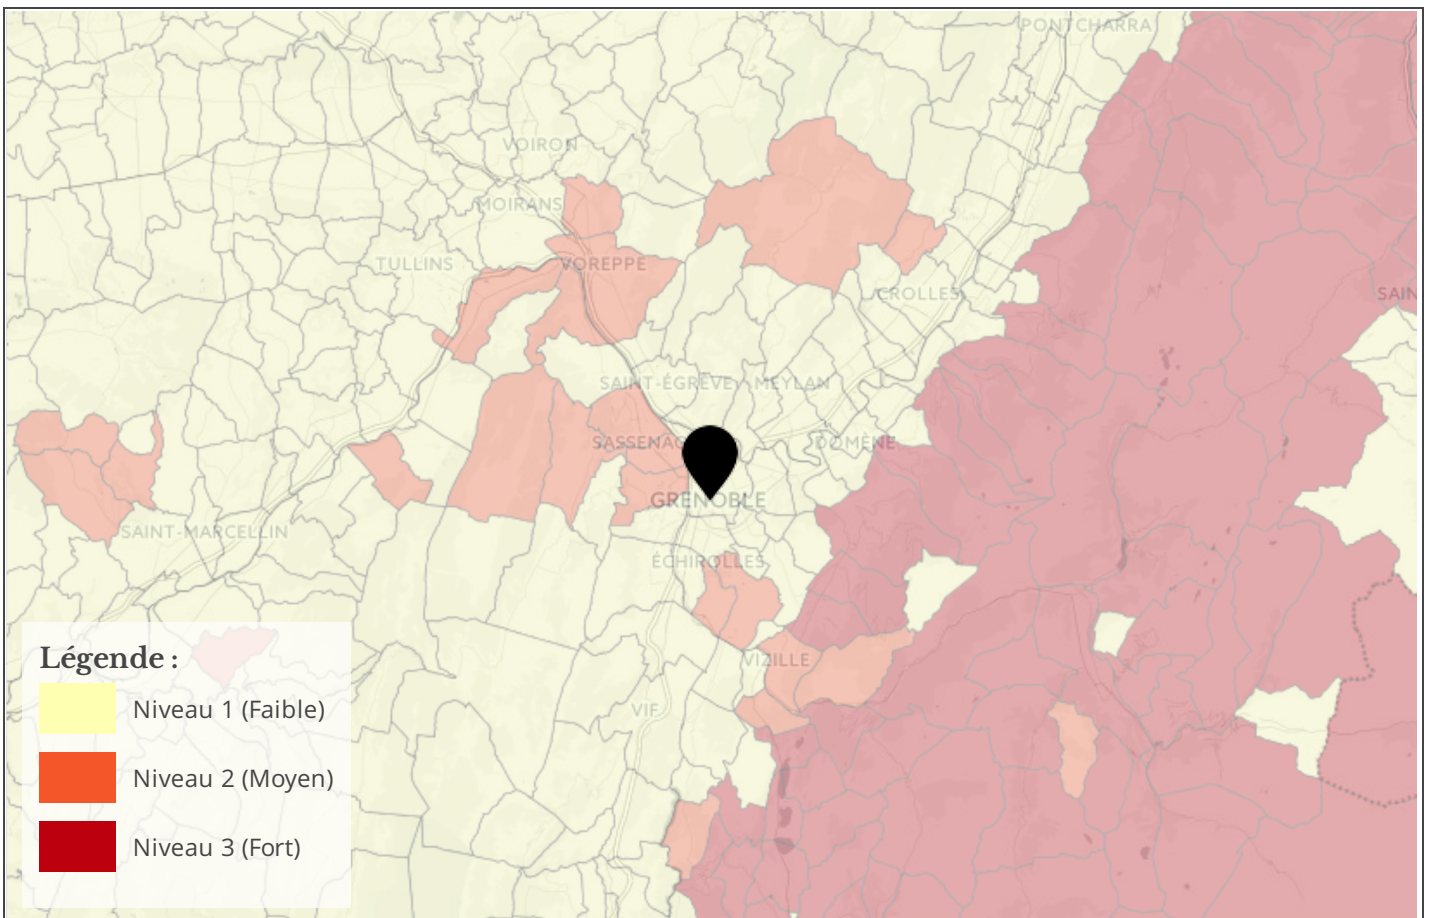 PONTCHARRA
VOIRON
MOIRANS
TULLINS
VOREPPE
CROLLES
SAIN
SAINT-ÉGRÈVE
MEYLAN
SASSENAG
DOMÈNE
GRENOBLE
SAINT-MARCELLIN
ÉCHIROLLES
VIZILLE
VIF
Légende :
Niveau 1 (Faible)
Niveau 2 (Moyen)
Niveau 3 (Fort)